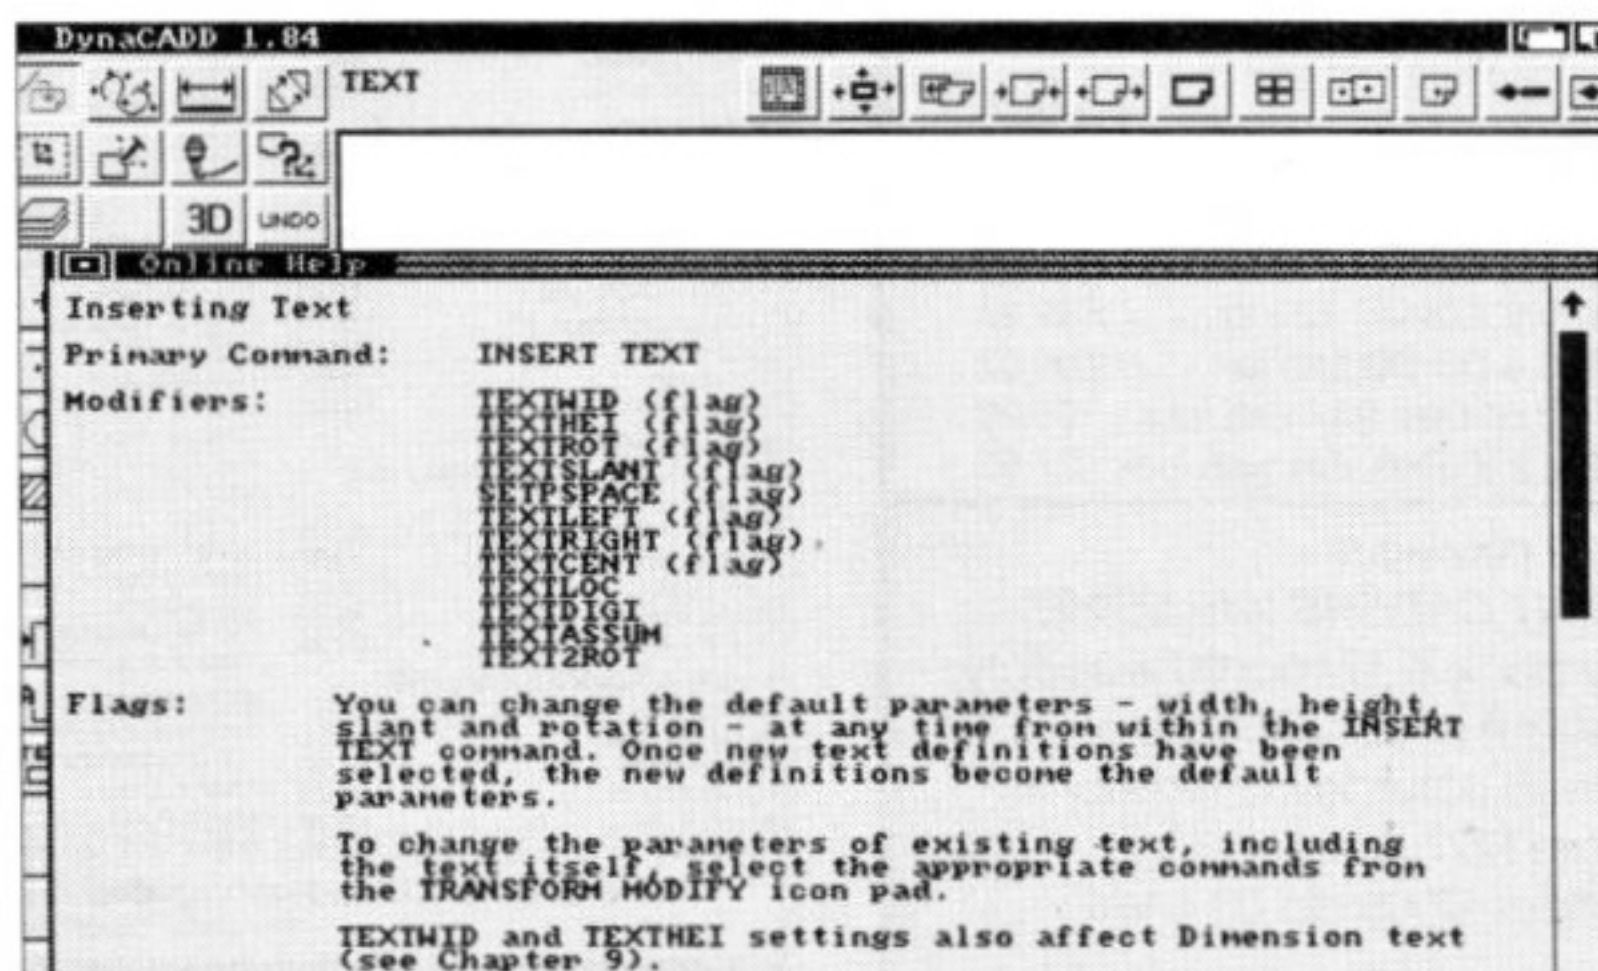 DynaCADD 1.84
TEXT
3D
UNDO
Online Help
Inserting Text
Primary Command: INSERT TEXT
Modifiers: TEXTWID (flag)
TEXTHEI (flag)
TEXTROT (flag)
TEXTSLANT (flag)
SETPSPACE (flag)
TEXTLEFT (flag)
TEXTRIGHT (flag)
TEXTCENT (flag)
TEXTLOC
TEXTDIGI
TEXTASSUM
TEXT2ROT
Flags: You can change the default parameters - width, height,
slant and rotation - at any time from within the INSERT
TEXT command. Once new text definitions have been
selected, the new definitions become the default
parameters.
To change the parameters of existing text, including
the text itself, select the appropriate commands from
the TRANSFORM MODIFY icon pad.
TEXTWID and TEXTHEI settings also affect Dimension text
(see Chapter 9).